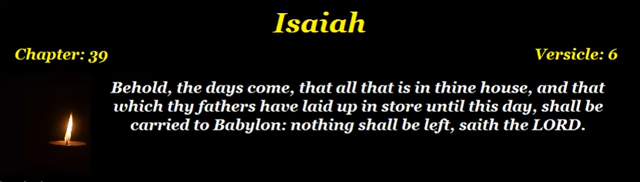 Isaiah
Chapter: 39 Versicle: 6
Behold, the days come, that all that is in thine house, and that
which thy fathers have laid up in store until this day, shall be
carried to Babylon: nothing shall be left, saith the LORD.